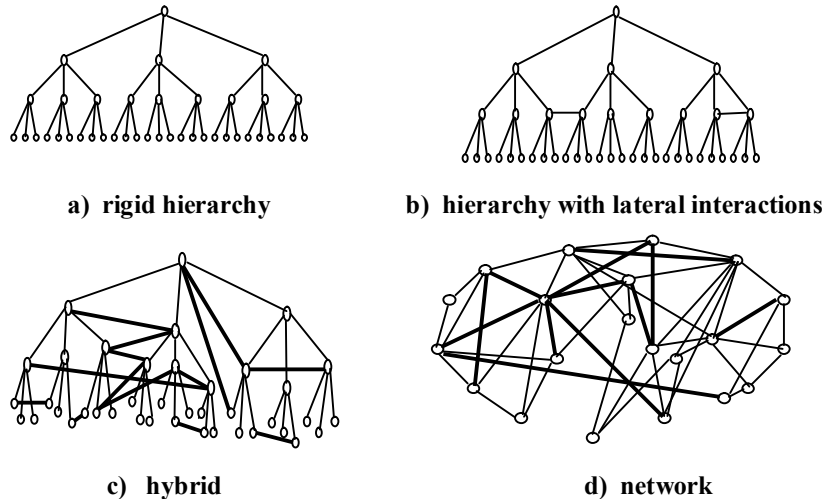 a) rigid hierarchy
b) hierarchy with lateral interactions
c) hybrid
d) network